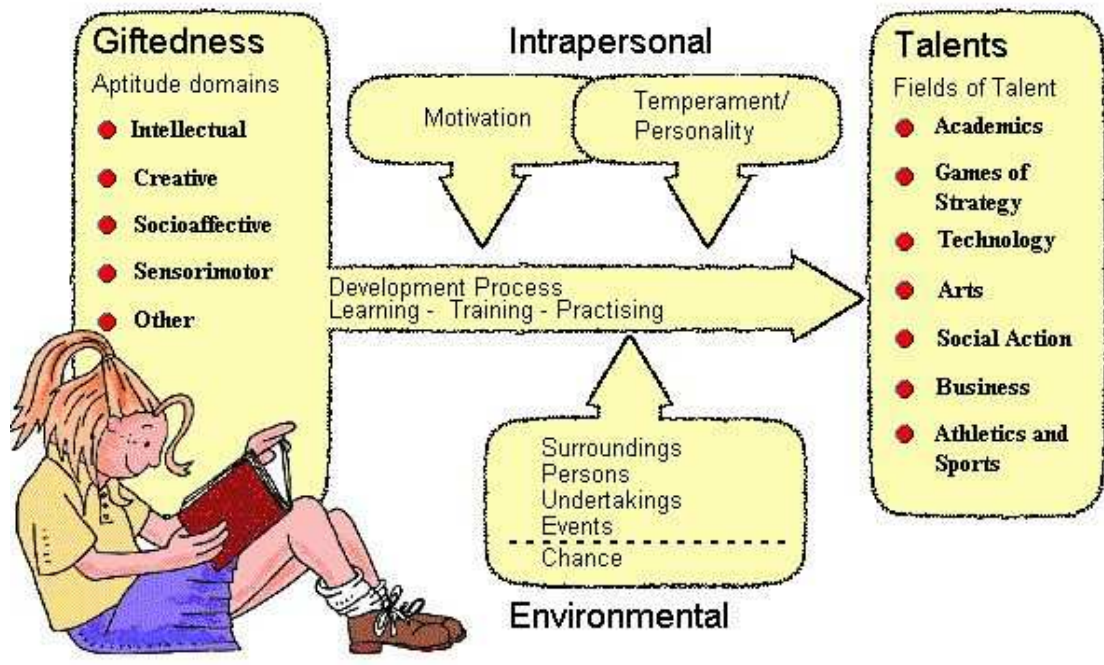 Giftedness
Aptitude domains
Intellectual
Creative
Socioaffective
Sensorimotor
Other
Intrapersonal
Motivation
Temperament/
Personality
Development Process
Learning - Training - Practising
Surroundings
Persons
Undertakings
Events
Chance
Environmental
Talents
Fields of Talent
Academics
Games of
Strategy
Technology
Arts
Social Action
Business
Athletics and
Sports